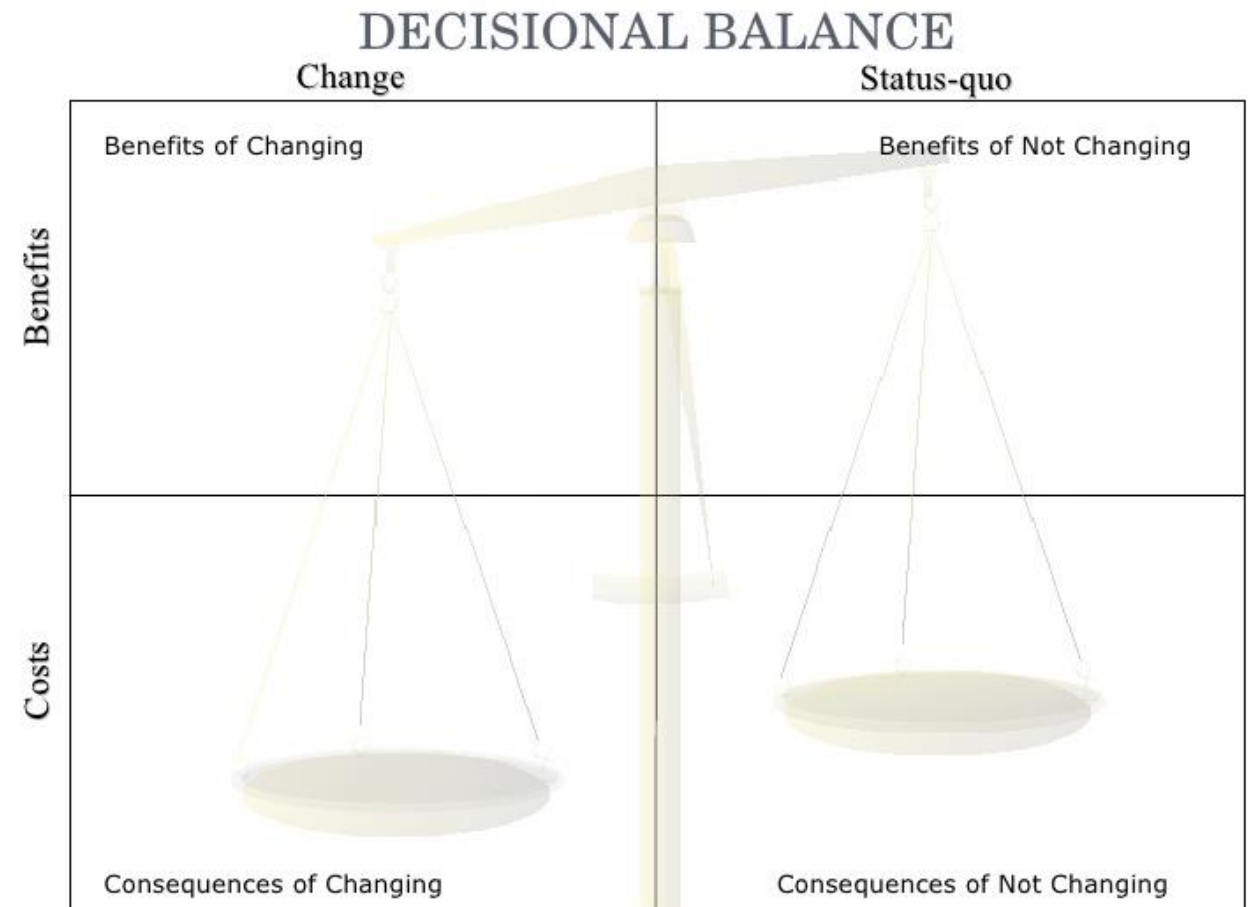 DECISIONAL BALANCE
Change
Status-quo
Benefits of Changing
Benefits of Not Changing
Benefits
Costs
Consequences of Changing
Consequences of Not Changing